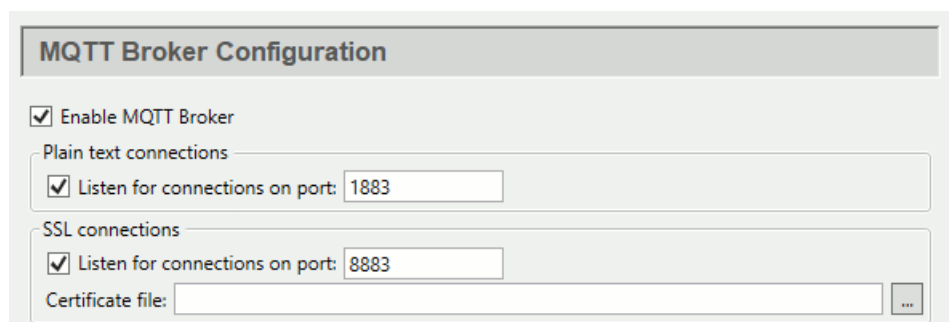 MQTT Broker Configuration
Enable MQTT Broker
Plain text connections
Listen for connections on port: 1883
SSL connections
Listen for connections on port: 8883
Certificate file: ...